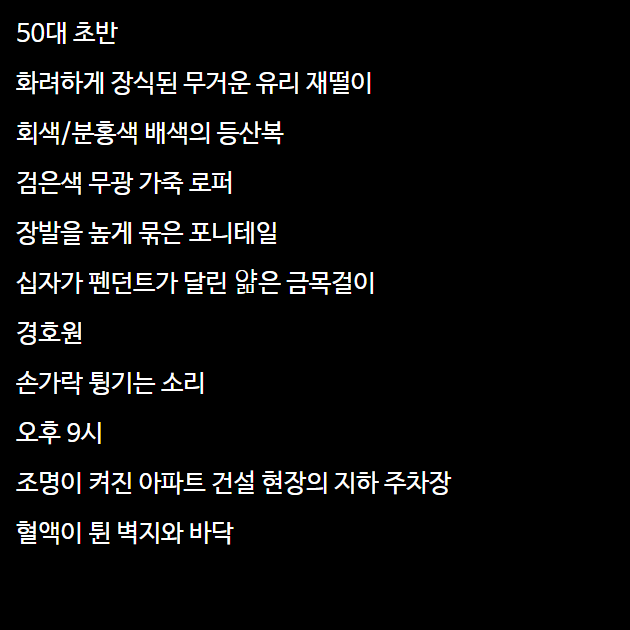 50대 초반
화려하게 장식된 무거운 유리 재떨이
회색/분홍색 배색의 등산복
검은색 무광 가죽 로퍼
장발을 높게 묶은 포니테일
십자가 펜던트가 달린 얇은 금목걸이
경호원
손가락 튕기는 소리
오후 9시
조명이 켜진 아파트 건설 현장의 지하 주차장
혈액이 튄 벽지와 바닥